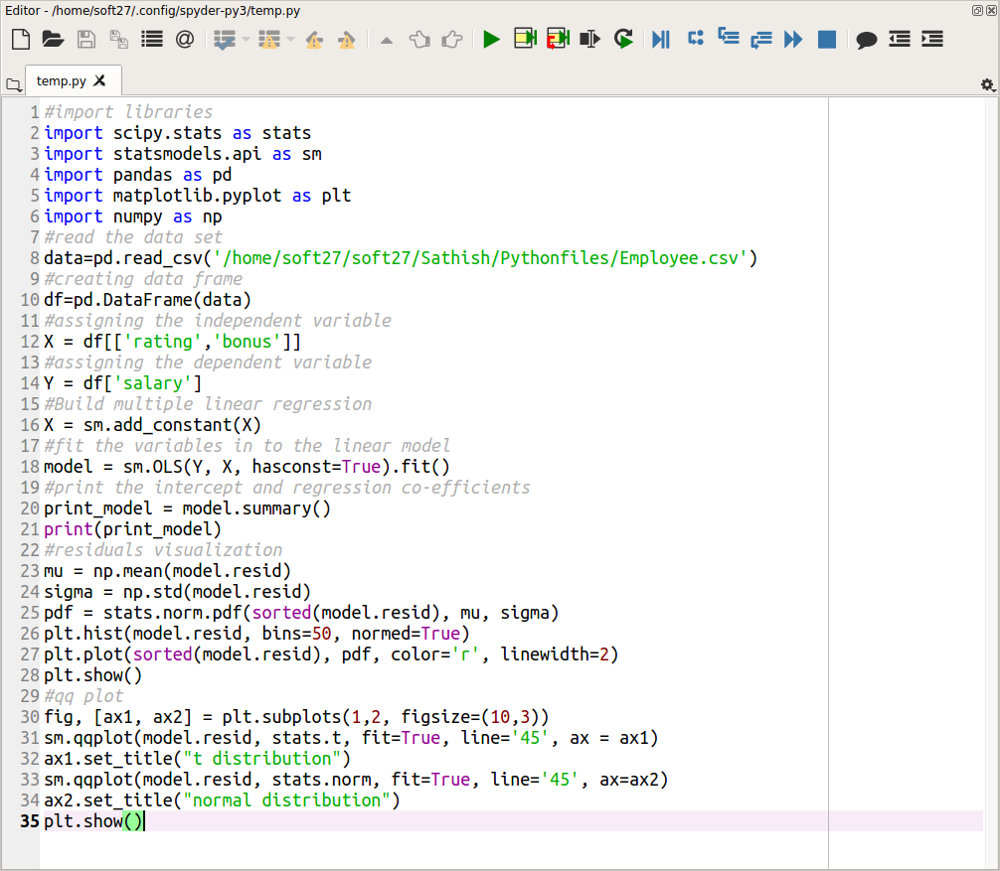 Editor - /home/soft27/.config/spyder-py3/temp.py
temp.py
1 #import libraries
2 import scipy.stats as stats
3 import statsmodels.api as sm
4 import pandas as pd
5 import matplotlib.pyplot as plt
6 import numpy as np
7 #read the data set
8 data=pd.read_csv('/home/soft27/soft27/Sathish/Pythonfiles/Employee.csv')
9 #creating data frame
10 df=pd.DataFrame(data)
11 #assigning the independent variable
12 X = df[['rating','bonus']]
13 #assigning the dependent variable
14 Y = df['salary']
15 #Build multiple linear regression
16 X = sm.add_constant(X)
17 #fit the variables in to the linear model
18 model = sm.OLS(Y, X, hasconst=True).fit()
19 #print the intercept and regression co-efficients
20 print_model = model.summary()
21 print(print_model)
22 #residuals visualization
23 mu = np.mean(model.resid)
24 sigma = np.std(model.resid)
25 pdf = stats.norm.pdf(sorted(model.resid), mu, sigma)
26 plt.hist(model.resid, bins=50, normed=True)
27 plt.plot(sorted(model.resid), pdf, color='r', linewidth=2)
28 plt.show()
29 #qq plot
30 fig, [ax1, ax2] = plt.subplots(1,2, figsize=(10,3))
31 sm.qqplot(model.resid, stats.t, fit=True, line='45', ax = ax1)
32 ax1.set_title("t distribution")
33 sm.qqplot(model.resid, stats.norm, fit=True, line='45', ax=ax2)
34 ax2.set_title("normal distribution")
35 plt.show()